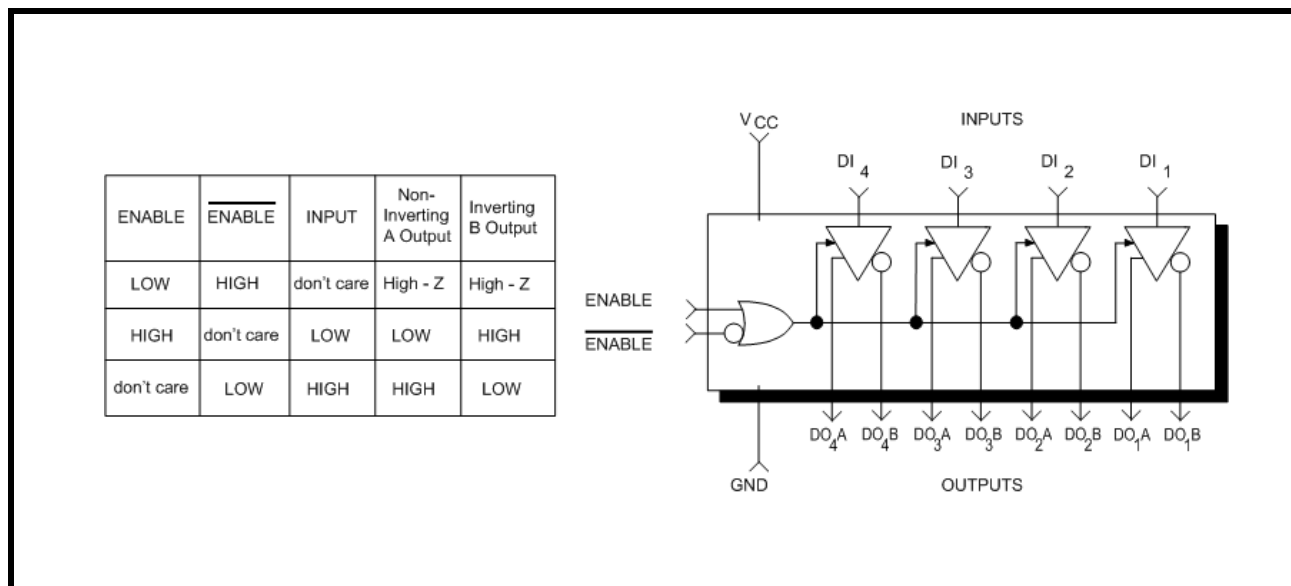 ENABLE ENABLE INPUT Non-Inverting A Output Inverting B Output
LOW HIGH don't care High - Z High - Z
HIGH don't care LOW LOW HIGH
don't care LOW HIGH HIGH LOW
VCC
INPUTS
DI 4 DI 3 DI 2 DI 1
ENABLE
ENABLE
DO4A DO4B DO3A DO3B DO2A DO2B DO1A DO1B
GND
OUTPUTS